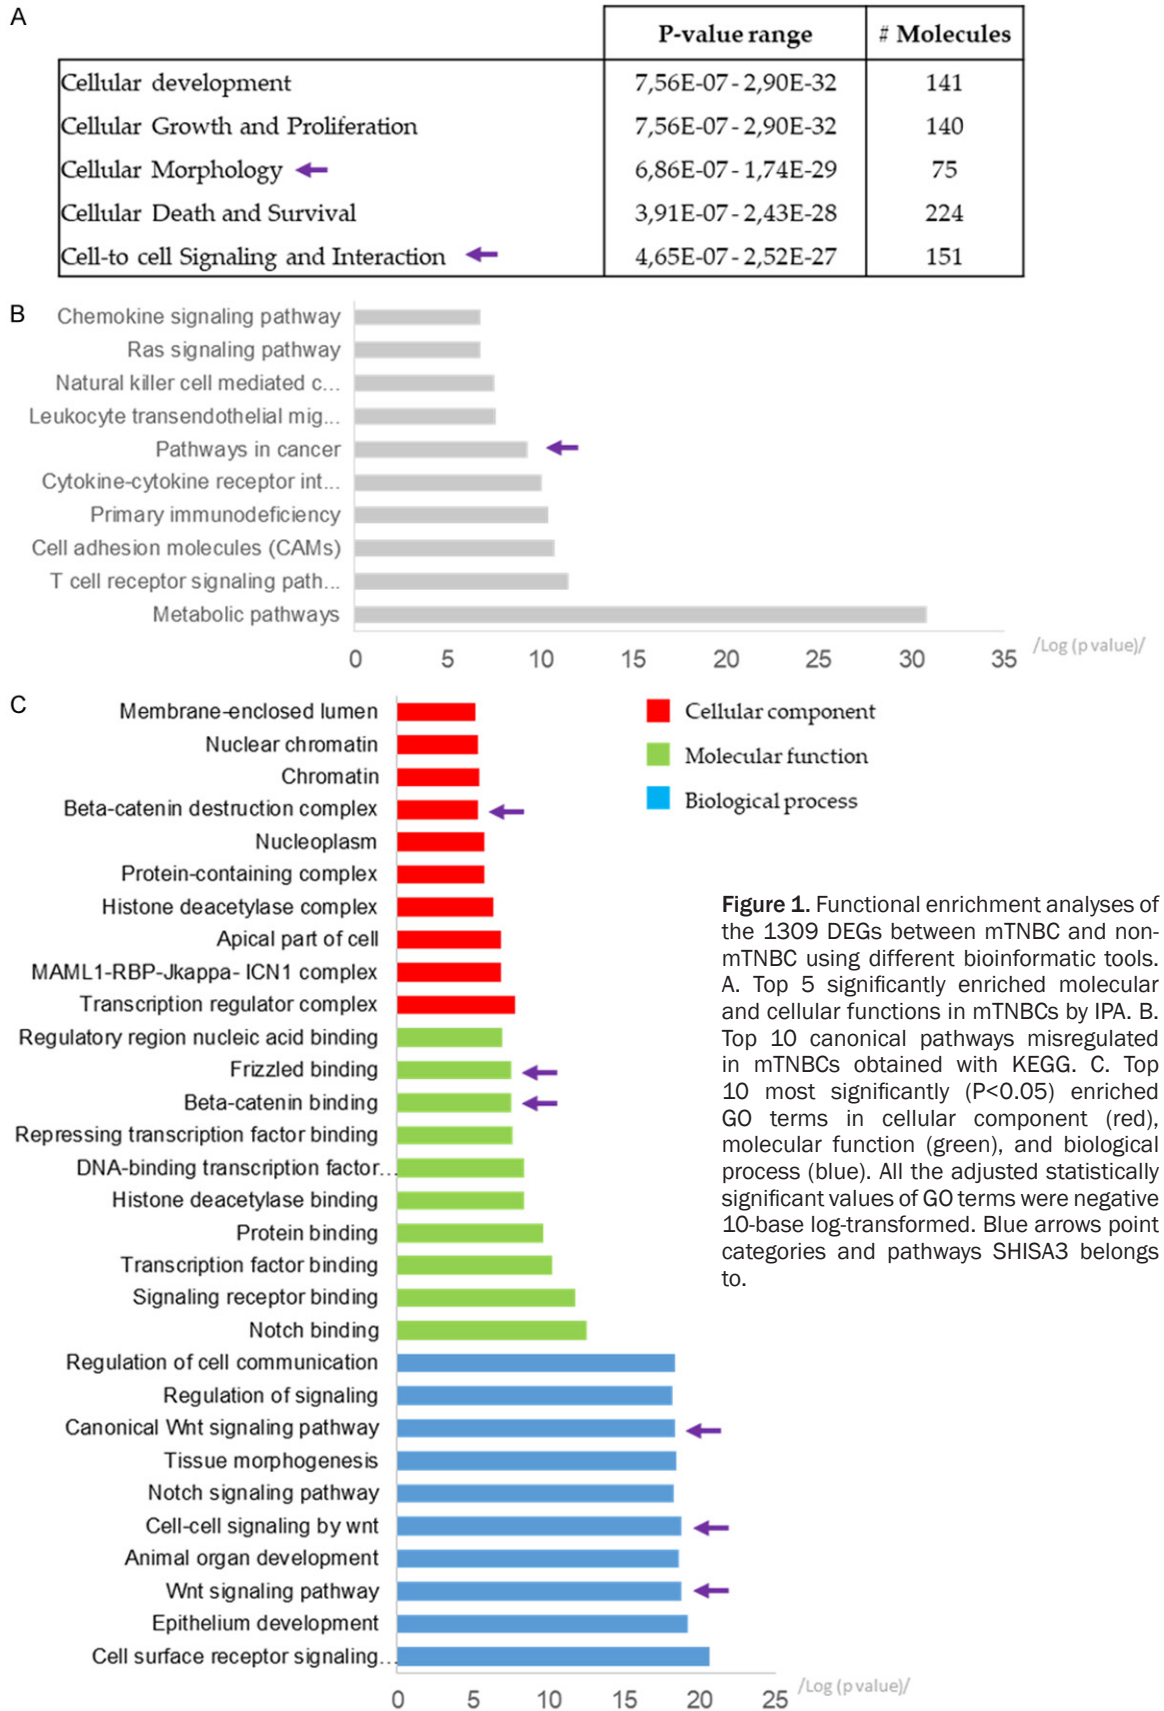 A
P-value range # Molecules
Cellular development 7,56E-07 - 2,90E-32 141
Cellular Growth and Proliferation 7,56E-07 - 2,90E-32 140
Cellular Morphology 6,86E-07 - 1,74E-29 75
Cellular Death and Survival 3,91E-07 - 2,43E-28 224
Cell-to cell Signaling and Interaction 4,65E-07 - 2,52E-27 151
B
Chemokine signaling pathway
Ras signaling pathway
Natural killer cell mediated c...
Leukocyte transendothelial mig...
Pathways in cancer
Cytokine-cytokine receptor int...
Primary immunodeficiency
Cell adhesion molecules (CAMs)
T cell receptor signaling path...
Metabolic pathways
0 5 10 15 20 25 30 35 /Log (p value)/
C
Membrane-enclosed lumen
Nuclear chromatin
Chromatin
Beta-catenin destruction complex
Nucleoplasm
Protein-containing complex
Histone deacetylase complex
Apical part of cell
MAML1-RBP-Jkappa- ICN1 complex
Transcription regulator complex
Regulatory region nucleic acid binding
Frizzled binding
Beta-catenin binding
Repressing transcription factor binding
DNA-binding transcription factor...
Histone deacetylase binding
Protein binding
Transcription factor binding
Signaling receptor binding
Notch binding
Regulation of cell communication
Regulation of signaling
Canonical Wnt signaling pathway
Tissue morphogenesis
Notch signaling pathway
Cell-cell signaling by wnt
Animal organ development
Wnt signaling pathway
Epithelium development
Cell surface receptor signaling...
0 5 10 15 20 25 /Log (p value)/
Cellular component
Molecular function
Biological process
Figure 1. Functional enrichment analyses of
the 1309 DEGs between mTNBC and non-
mTNBC using different bioinformatic tools.
A. Top 5 significantly enriched molecular
and cellular functions in mTNBCs by IPA. B.
Top 10 canonical pathways misregulated
in mTNBCs obtained with KEGG. C. Top
10 most significantly (P<0.05) enriched
GO terms in cellular component (red),
molecular function (green), and biological
process (blue). All the adjusted statistically
significant values of GO terms were negative
10-base log-transformed. Blue arrows point
categories and pathways SHISA3 belongs
to.